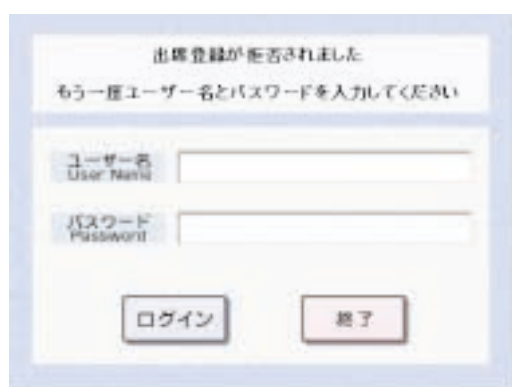 出席登録が拒否されました
もう一度ユーザー名とパスワードを入力してください
ユーザー名
User Name
パスワード
Password
ログイン
終了